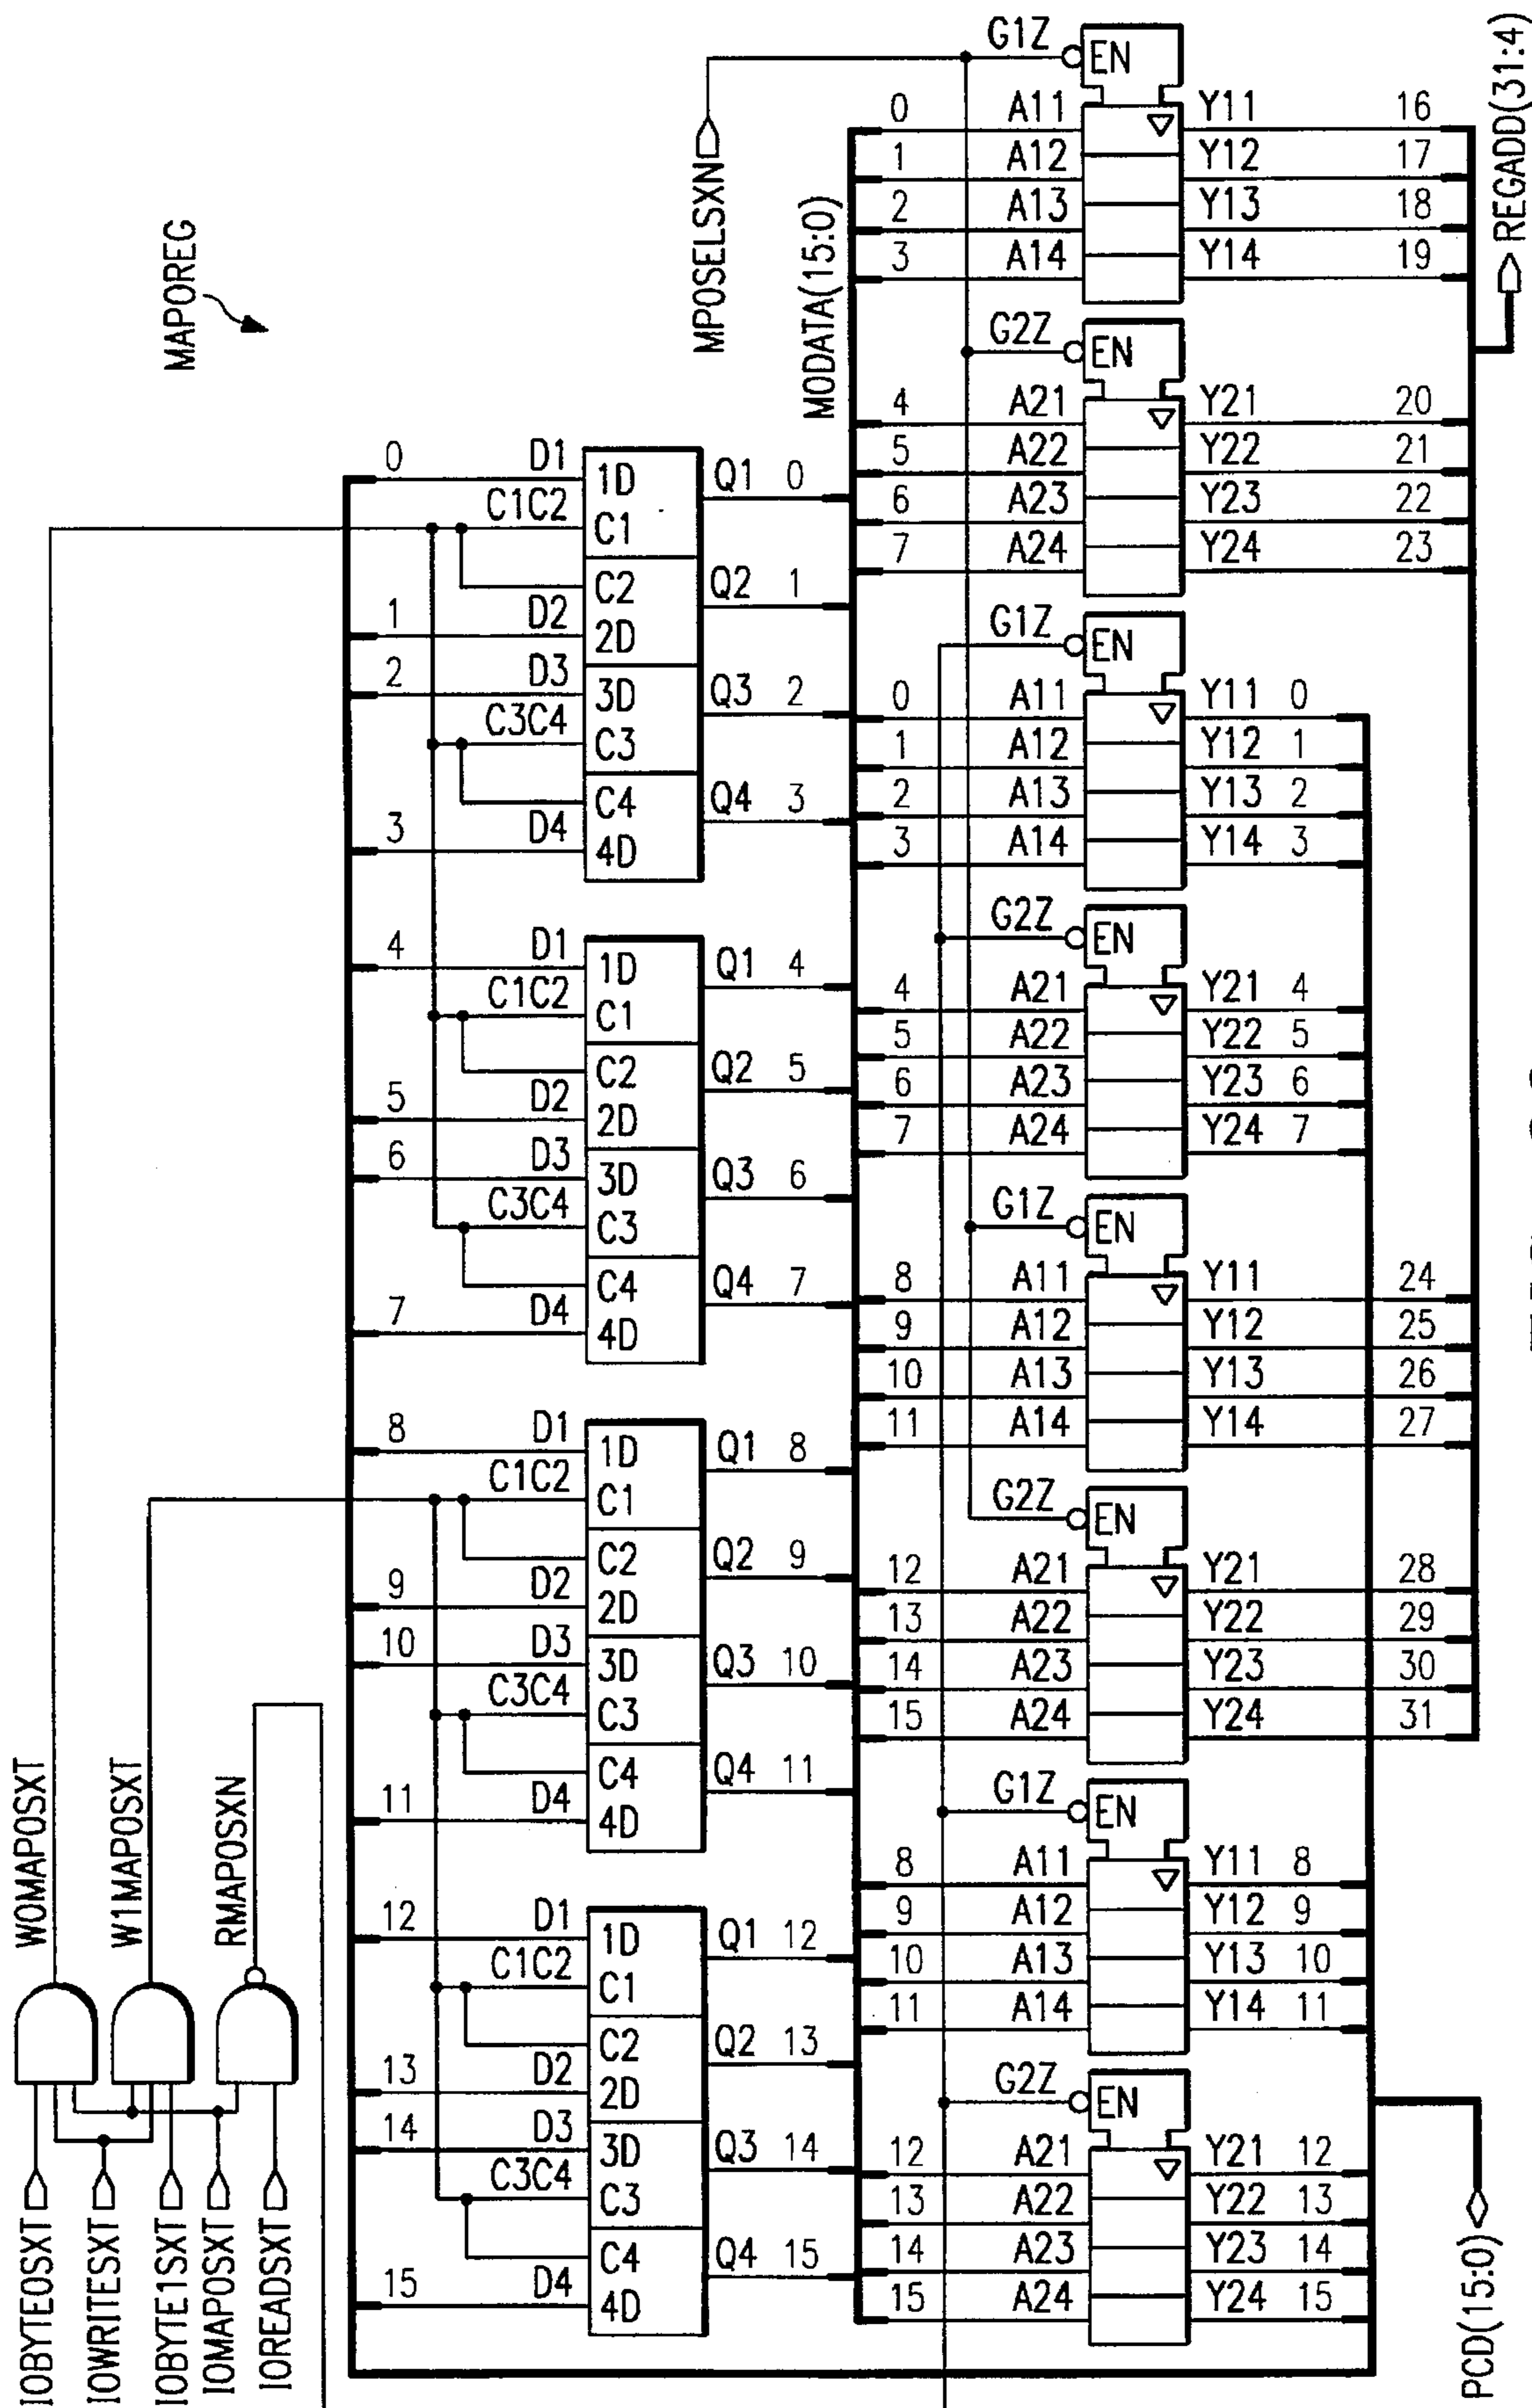 IOBYTE0SXT
IOWRITESXT
IOBYTE1SXT
IOMAP0SXT
IOREADSXT
W0MAP0SXT
W1MAP0SXT
RMAP0SXN
MAP0REG
MP0SELSXN
M0DATA(15:0)
REGADD(31:4)
PCD(15:0)
0 D1 1D Q1 0
C1C2 C1
C2 Q2 1
1 D2 2D
2 D3 3D Q3 2
C3C4 C3
C4 Q4 3
3 D4 4D
4 D1 1D Q1 4
C1C2 C1
C2 Q2 5
5 D2 2D
6 D3 3D Q3 6
C3C4 C3
C4 Q4 7
7 D4 4D
8 D1 1D Q1 8
C1C2 C1
C2 Q2 9
9 D2 2D
10 D3 3D Q3 10
C3C4 C3
C4 Q4 11
11 D4 4D
12 D1 1D Q1 12
C1C2 C1
C2 Q2 13
13 D2 2D
14 D3 3D Q3 14
C3C4 C3
C4 Q4 15
15 D4 4D
G1Z EN
0 A11 Y11 16
1 A12 Y12 17
2 A13 Y13 18
3 A14 Y14 19
G2Z EN
4 A21 Y21 20
5 A22 Y22 21
6 A23 Y23 22
7 A24 Y24 23
G1Z EN
0 A11 Y11 0
1 A12 Y12 1
2 A13 Y13 2
3 A14 Y14 3
G2Z EN
4 A21 Y21 4
5 A22 Y22 5
6 A23 Y23 6
7 A24 Y24 7
G1Z EN
8 A11 Y11 24
9 A12 Y12 25
10 A13 Y13 26
11 A14 Y14 27
G2Z EN
12 A21 Y21 28
13 A22 Y22 29
14 A23 Y23 30
15 A24 Y24 31
G1Z EN
8 A11 Y11 8
9 A12 Y12 9
10 A13 Y13 10
11 A14 Y14 11
G2Z EN
12 A21 Y21 12
13 A22 Y22 13
14 A23 Y23 14
15 A24 Y24 15